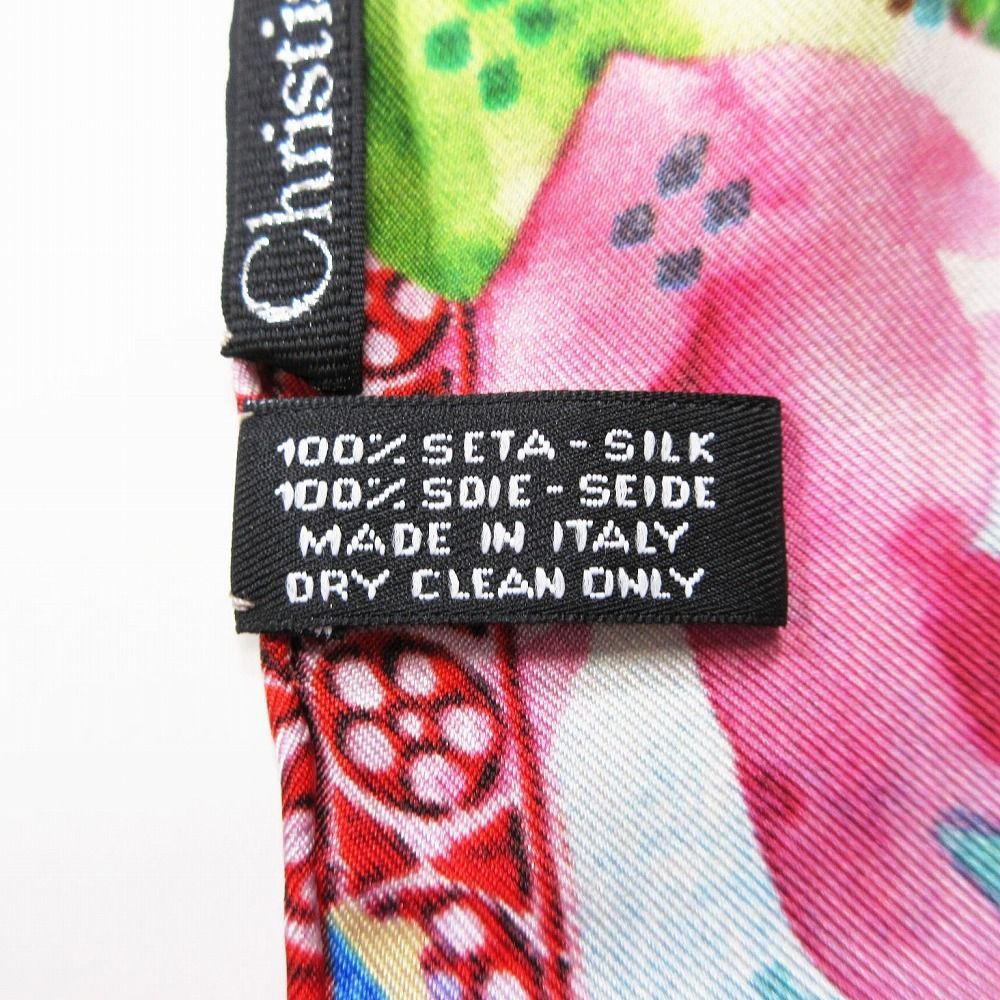 Christi
100% SETA - SILK
100% SOIE - SEIDE
MADE IN ITALY
DRY CLEAN ONLY